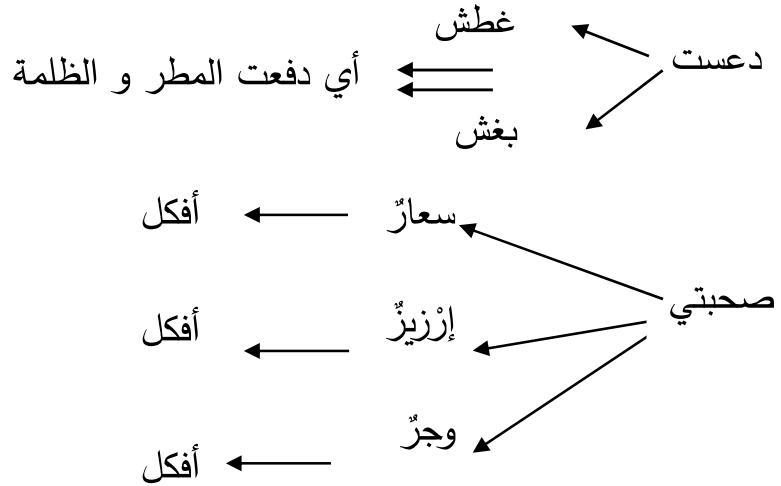 غطش
دعست
أي دفعت المطر و الظلمة
بغش
سعارٌ أفكل
صحبتي
إرْزيزٌ أفكل
وجرٌ
أفكل